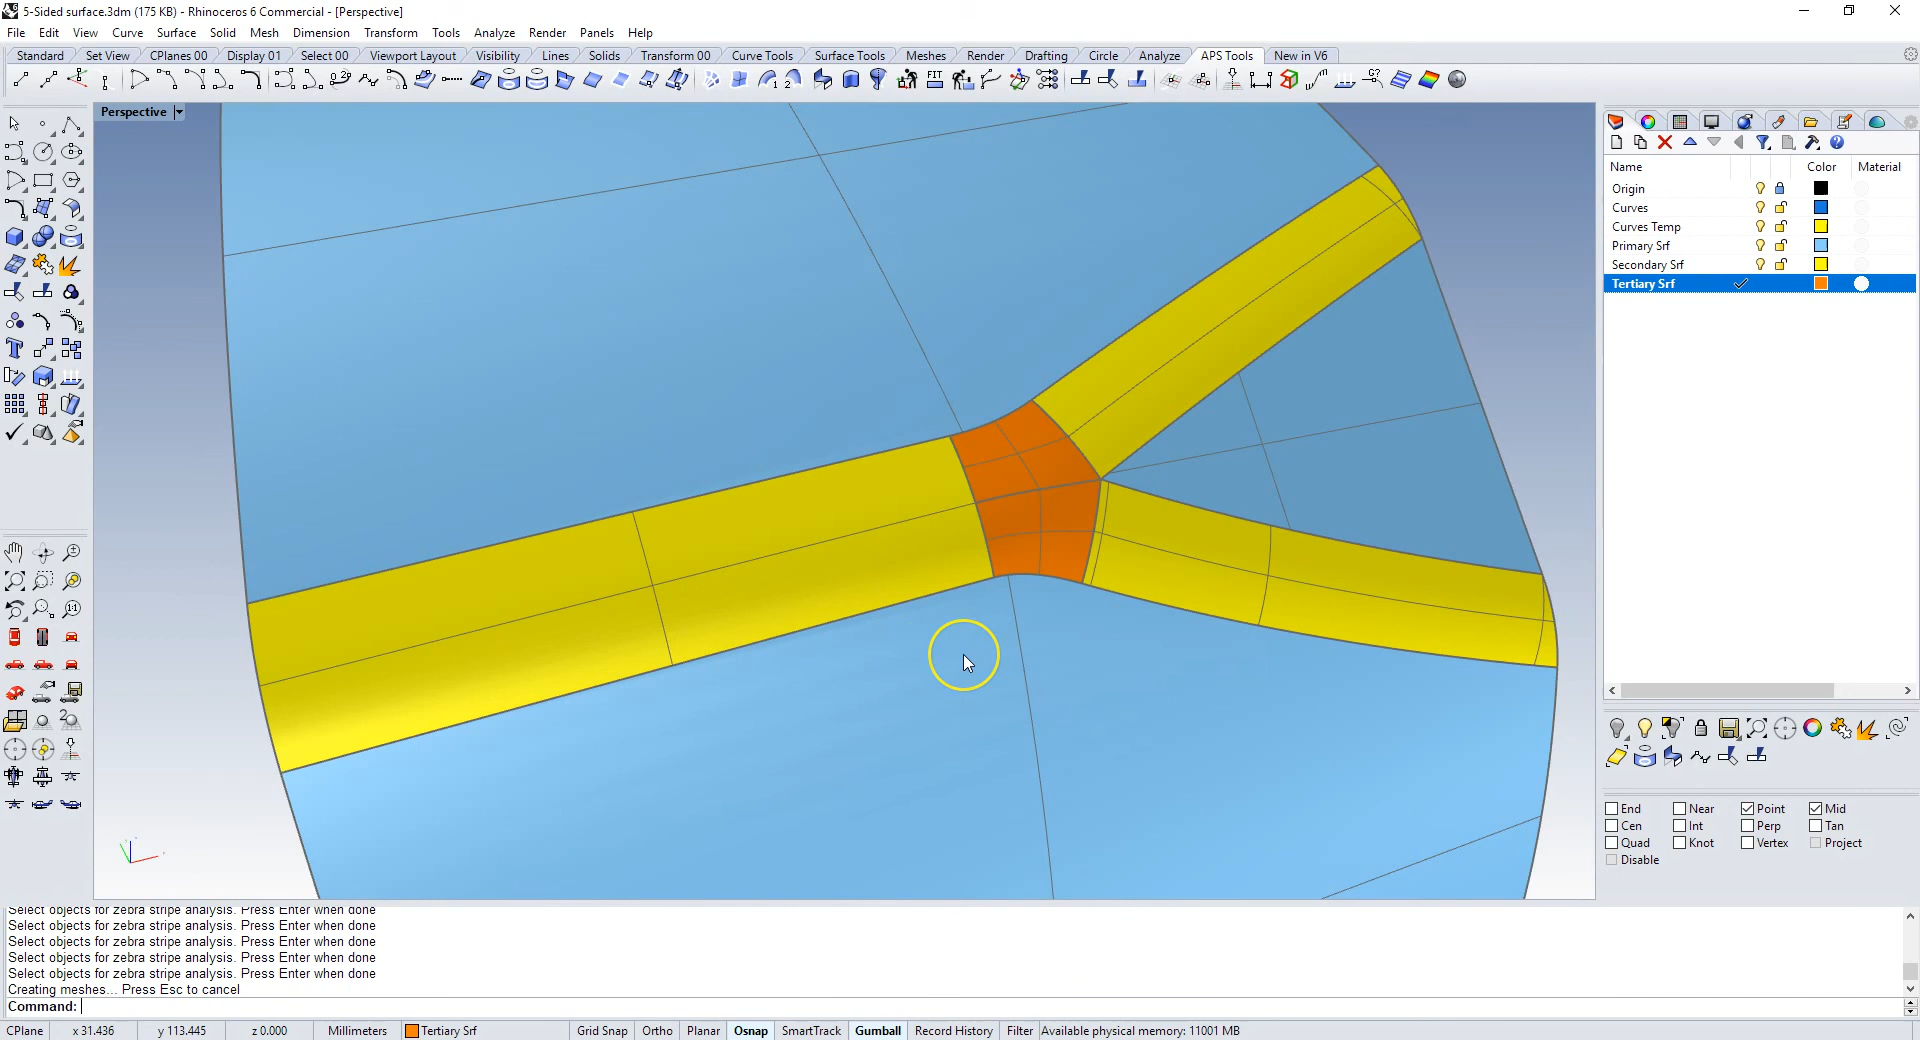 5-Sided surface.3dm (175 KB) - Rhinoceros 6 Commercial - [Perspective]
File Edit View Curve Surface Solid Mesh Dimension Transform Tools Analyze Render Panels Help
Standard Set View CPlanes 00 Display 01 Select 00 Viewport Layout Visibility Lines Solids Transform 00 Curve Tools Surface Tools Meshes Render Drafting Circle Analyze APS Tools New in V6
FIT
G?
Perspective
Name Color Material
Origin
Curves
Curves Temp
Primary Srf
Secondary Srf
Tertiary Srf
End Near Point Mid
Cen Int Perp Tan
Quad Knot Vertex Project
Disable
Select objects for zebra stripe analysis. Press Enter when done
Select objects for zebra stripe analysis. Press Enter when done
Select objects for zebra stripe analysis. Press Enter when done
Select objects for zebra stripe analysis. Press Enter when done
Select objects for zebra stripe analysis. Press Enter when done
Creating meshes... Press Esc to cancel
Command:
CPlane x 31.436 y 113.445 z 0.000 Millimeters Tertiary Srf Grid Snap Ortho Planar Osnap SmartTrack Gumball Record History Filter Available physical memory: 11001 MB